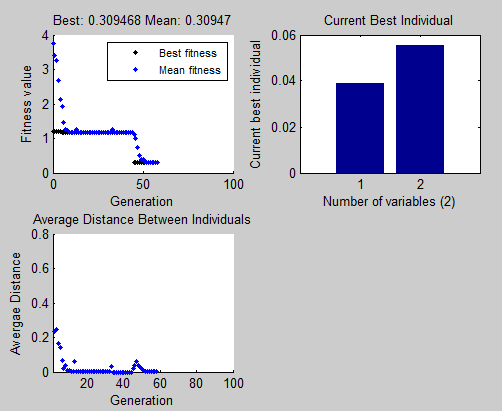 Best: 0.309468 Mean: 0.30947
Fitness value
4
3
2
1
0
Best fitness
Mean fitness
0 50 100
Generation
Current Best Individual
Current best individual
0.06
0.04
0.02
0
1 2
Number of variables (2)
Average Distance Between Individuals
Avergae Distance
0.8
0.6
0.4
0.2
0
20 40 60 80 100
Generation